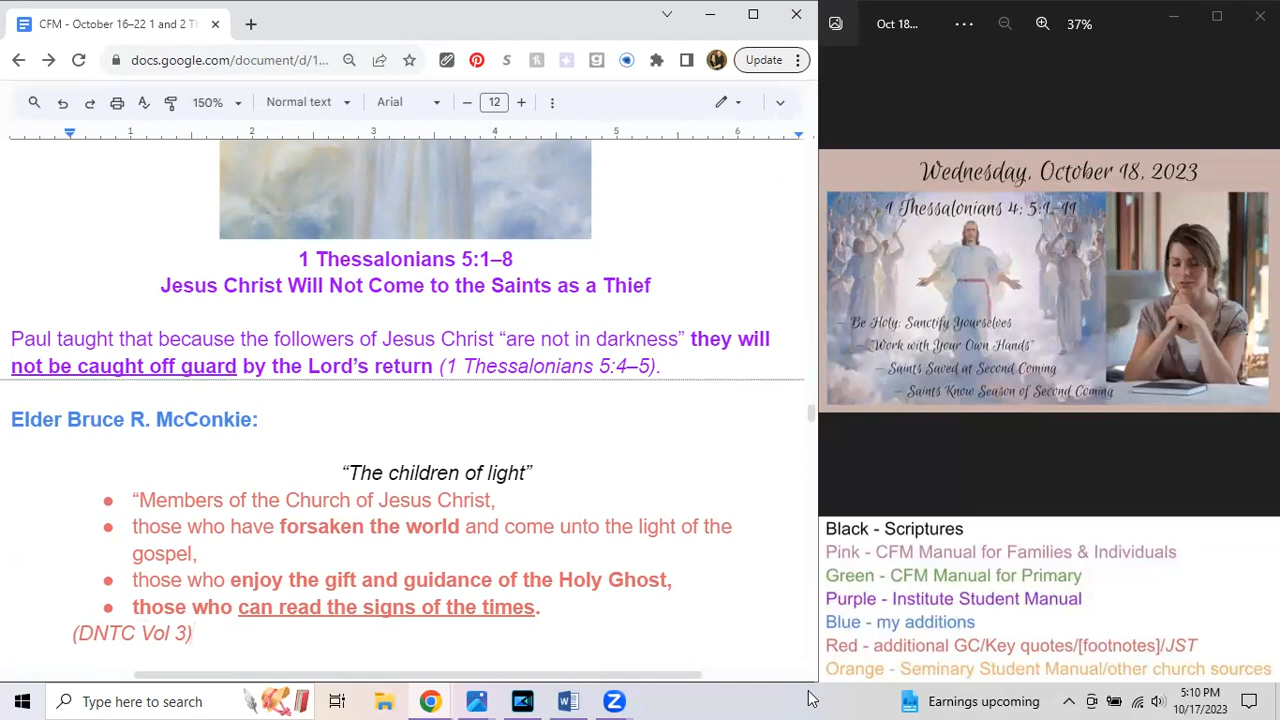 CFM - October 16–22 1 and 2 Th
docs.google.com/document/d/1...
Update
150%
Normal text
Arial
12
1 2 3 4 5 6
1 Thessalonians 5:1–8
Jesus Christ Will Not Come to the Saints as a Thief
Paul taught that because the followers of Jesus Christ “are not in darkness” they will
not be caught off guard by the Lord’s return (1 Thessalonians 5:4–5).
Elder Bruce R. McConkie:
“The children of light”
● “Members of the Church of Jesus Christ,
● those who have forsaken the world and come unto the light of the
gospel,
● those who enjoy the gift and guidance of the Holy Ghost,
● those who can read the signs of the times.
(DNTC Vol 3)
Oct 18...
37%
Wednesday, October 18, 2023
1 Thessalonians 4; 5:1–11
– Be Holy: Sanctify Yourselves
– "Work with Your Own Hands"
– Saints Saved at Second Coming
– Saints Know Season of Second Coming
Black - Scriptures
Pink - CFM Manual for Families & Individuals
Green - CFM Manual for Primary
Purple - Institute Student Manual
Blue - my additions
Red - additional GC/Key quotes/[footnotes]/JST
Orange - Seminary Student Manual/other church sources
Type here to search
Earnings upcoming
5:10 PM
10/17/2023